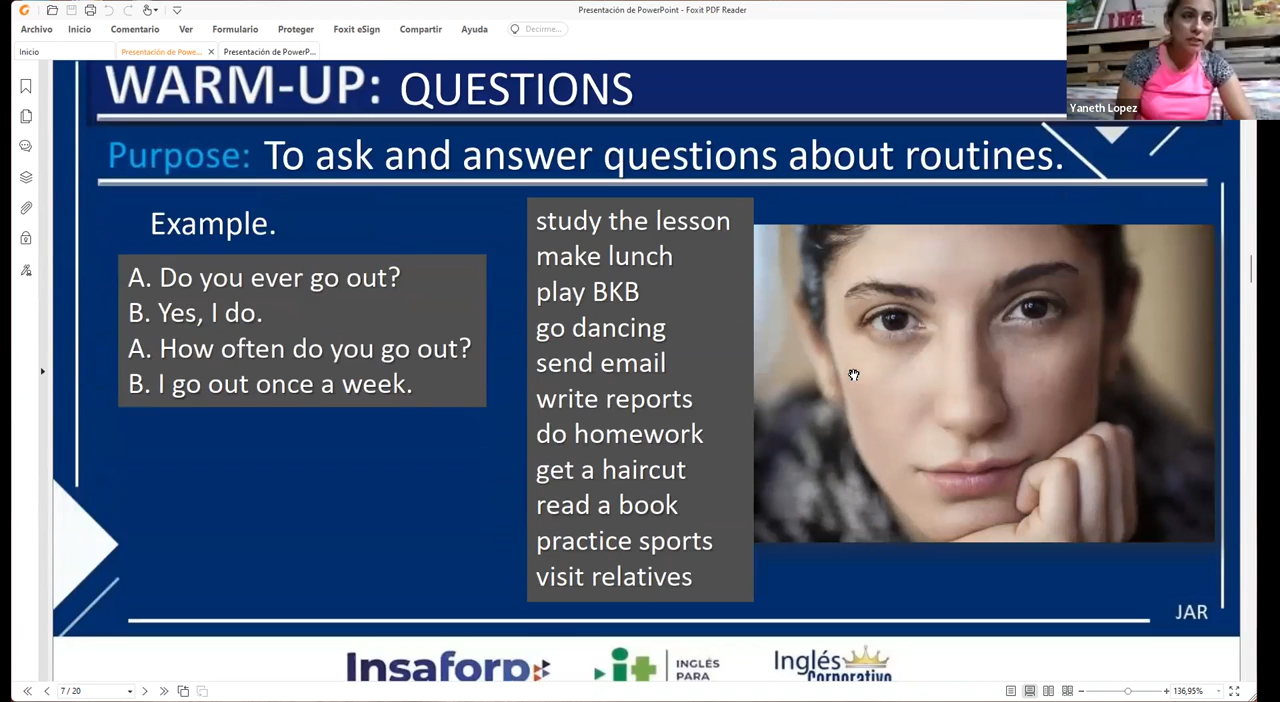 Presentación de PowerPoint - Foxit PDF Reader
Archivo Inicio Comentario Ver Formulario Proteger Foxit eSign Compartir Ayuda Decirme...
Inicio Presentación de Powe... Presentación de PowerP...
LIVE
Yaneth Lopez
WARM-UP: QUESTIONS
Purpose: To ask and answer questions about routines.
Example.
A. Do you ever go out?
B. Yes, I do.
A. How often do you go out?
B. I go out once a week.
study the lesson
make lunch
play BKB
go dancing
send email
write reports
do homework
get a haircut
read a book
practice sports
visit relatives
JAR
Insaforp
it
INGLÉS
PARA
Inglés
Corporativo
7 / 20
136,95%